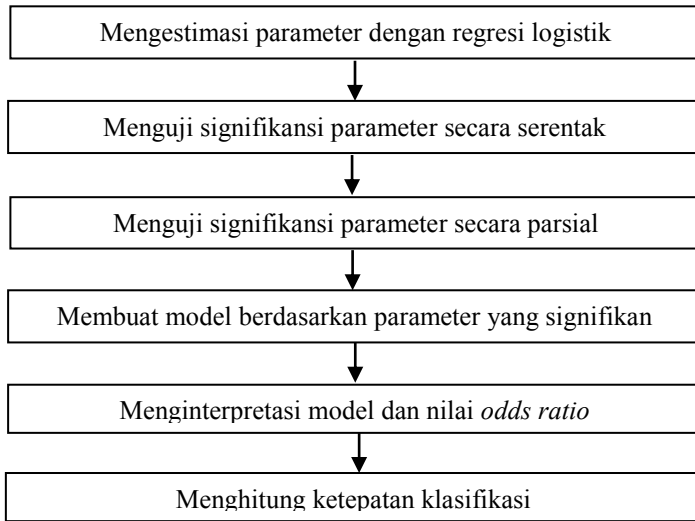 Mengestimasi parameter dengan regresi logistik
Menguji signifikansi parameter secara serentak
Menguji signifikansi parameter secara parsial
Membuat model berdasarkan parameter yang signifikan
Menginterpretasi model dan nilai odds ratio
Menghitung ketepatan klasifikasi